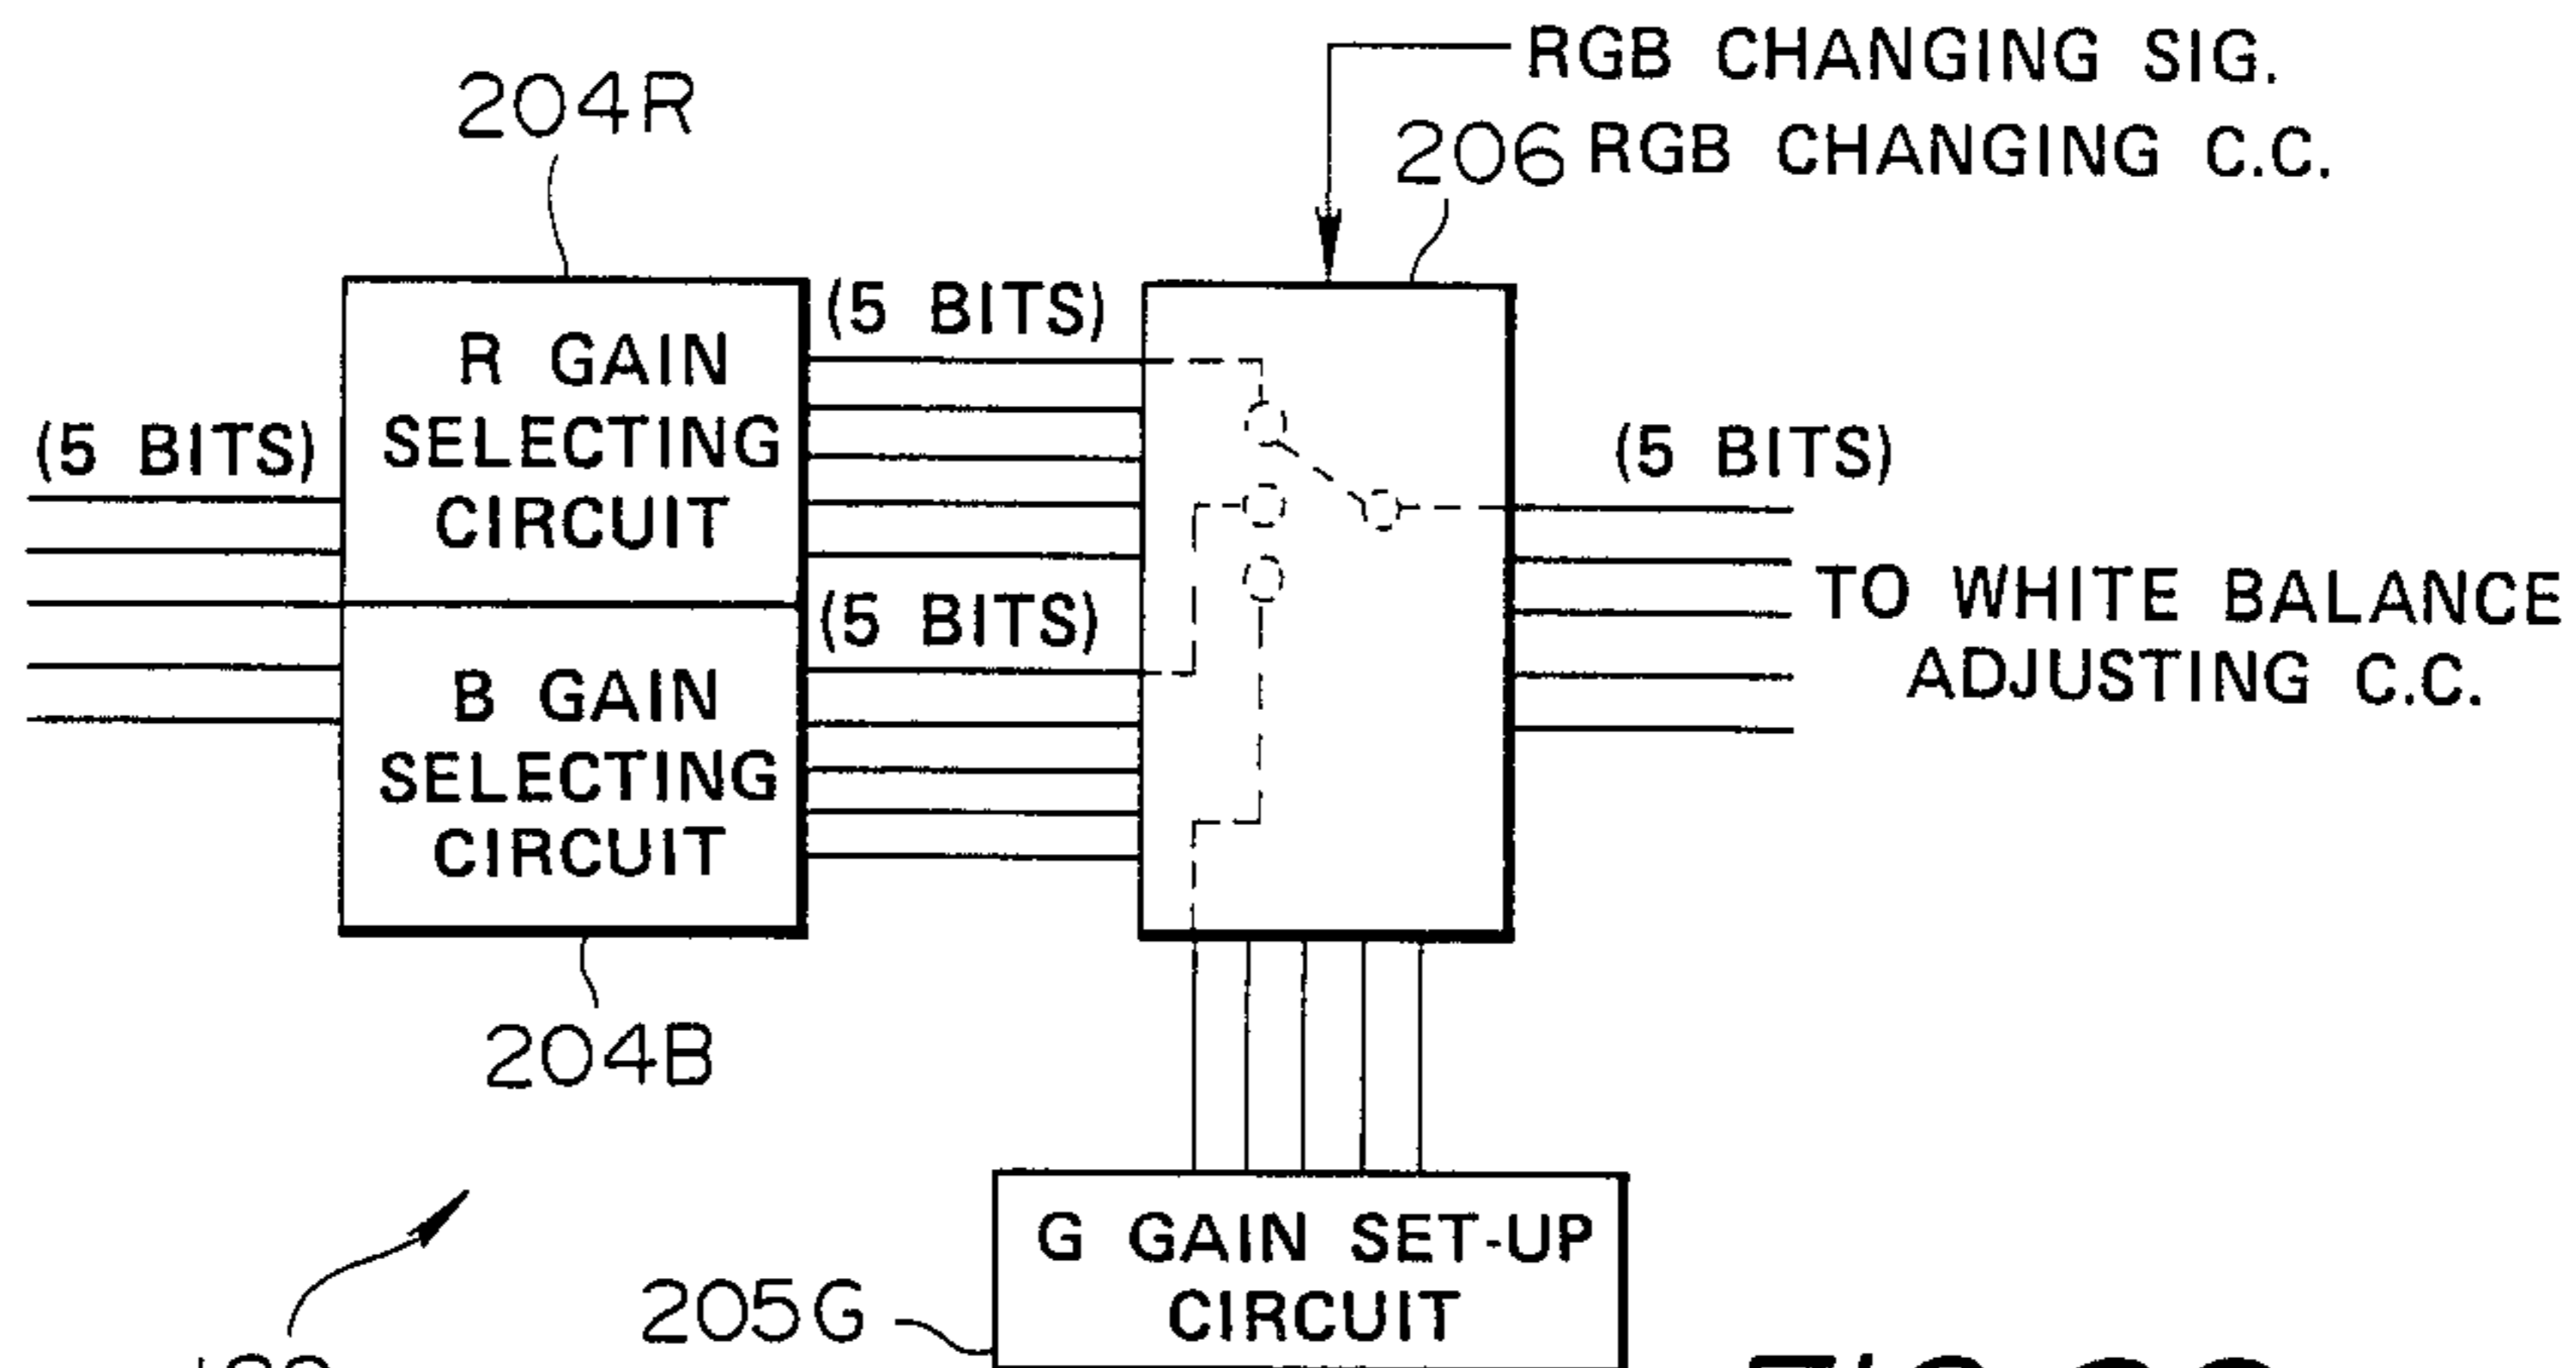 RGB CHANGING SIG.
204R
206 RGB CHANGING C.C.
(5 BITS)
R GAIN
SELECTING
CIRCUIT
(5 BITS)
(5 BITS)
TO WHITE BALANCE
ADJUSTING C.C.
(5 BITS)
B GAIN
SELECTING
CIRCUIT
204B
G GAIN SET-UP
CIRCUIT
205G